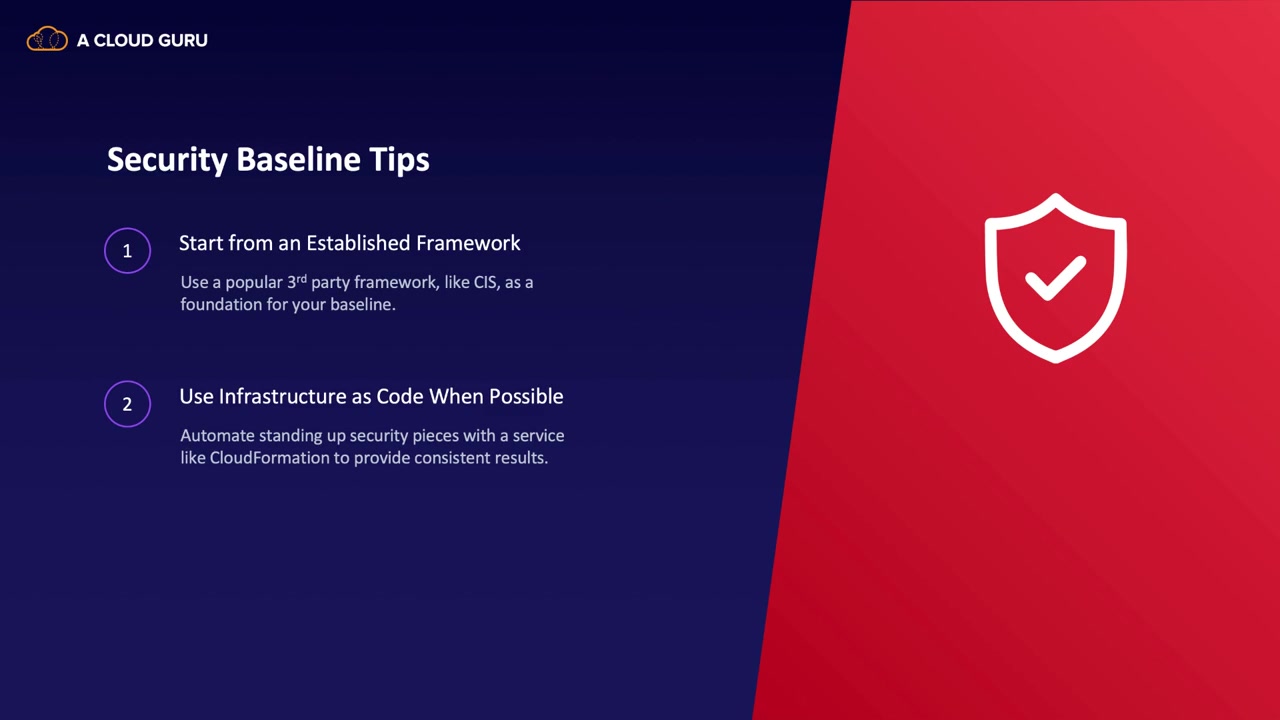 A CLOUD GURU
Security Baseline Tips
1
Start from an Established Framework
Use a popular 3rd party framework, like CIS, as a
foundation for your baseline.
2
Use Infrastructure as Code When Possible
Automate standing up security pieces with a service
like CloudFormation to provide consistent results.